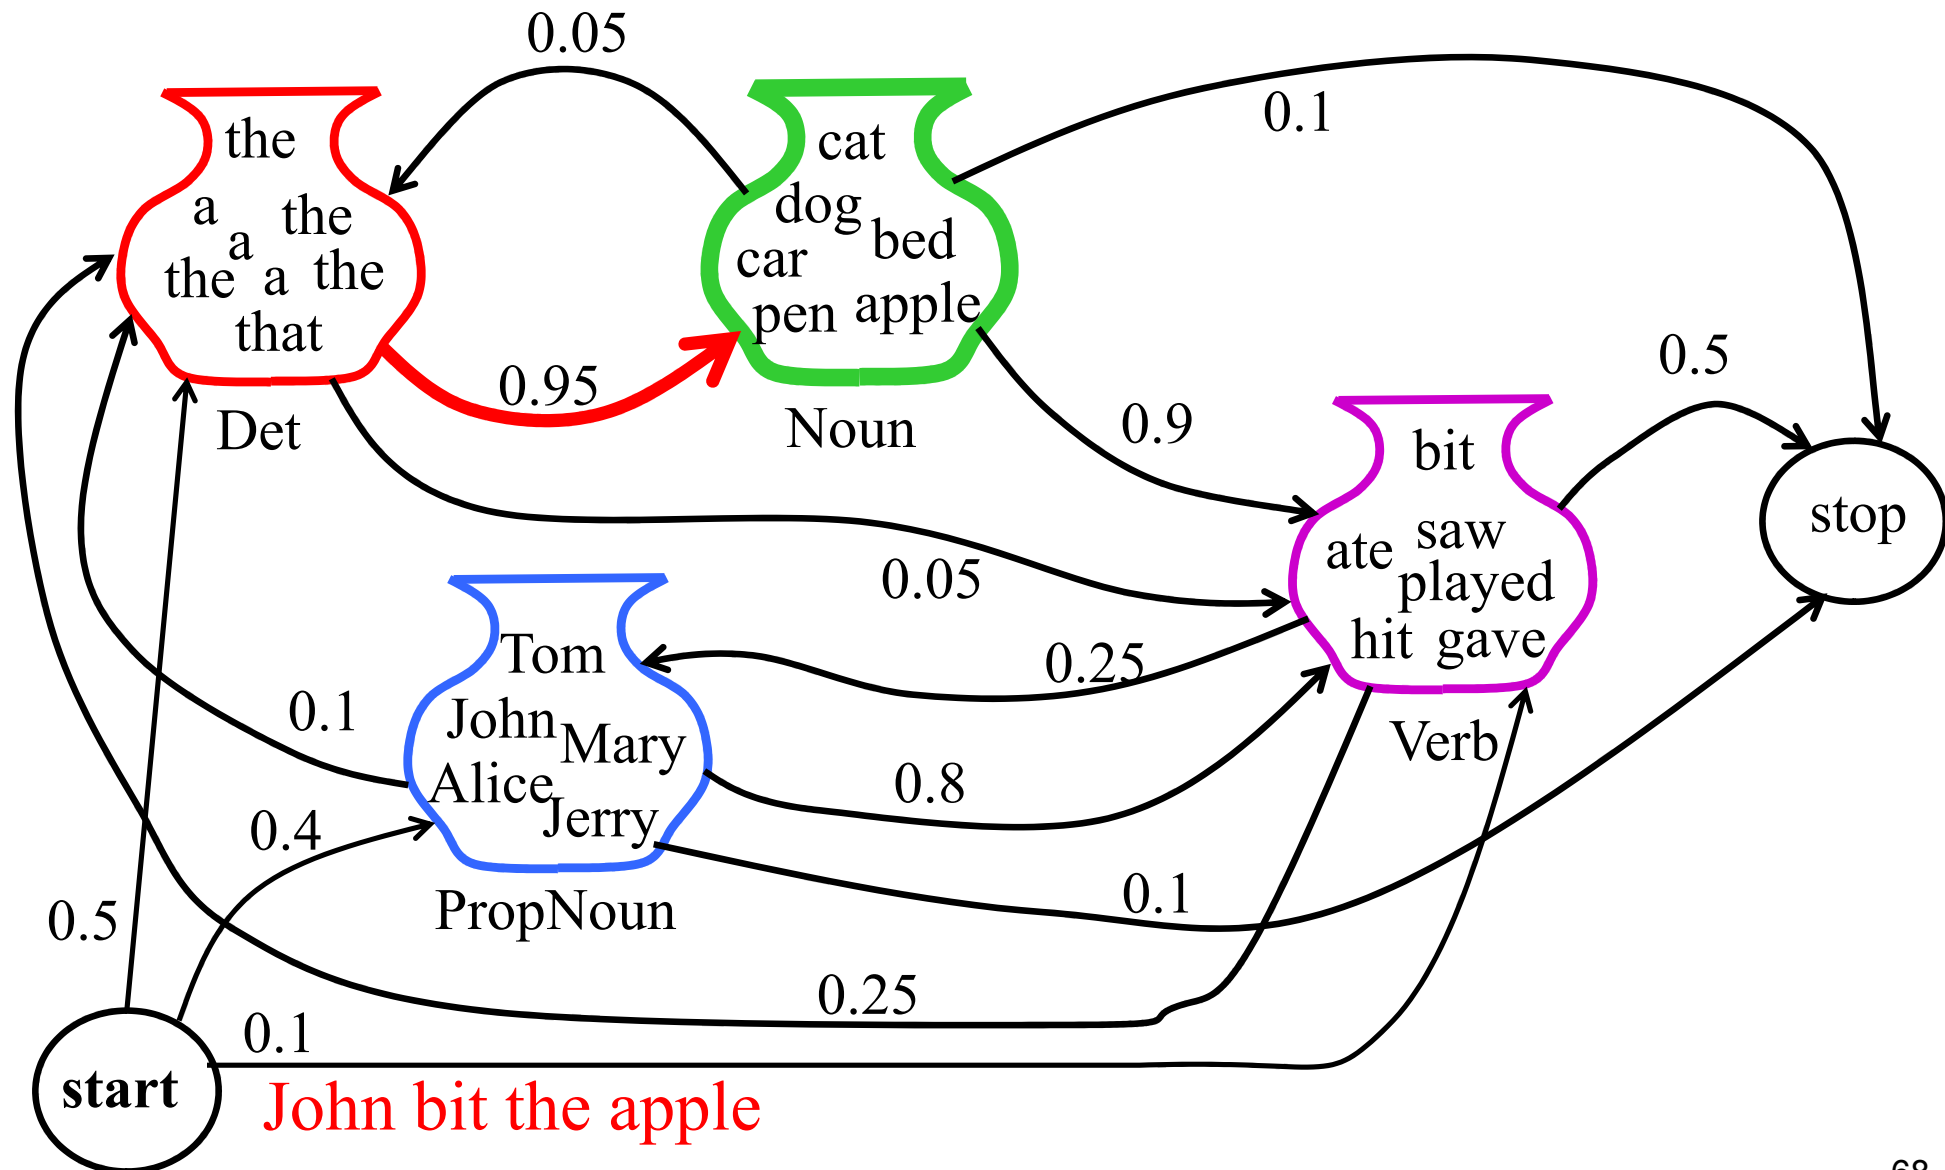 0.05
0.1
the
a
the
a
the
a
the
that
Det
cat
dog
bed
car
pen
apple
Noun
0.95
0.9
0.5
bit
saw
ate
played
hit
gave
Verb
stop
0.05
0.25
Tom
John
Mary
Alice
Jerry
PropNoun
0.1
0.8
0.4
0.1
0.5
0.25
0.1
start
John bit the apple
68